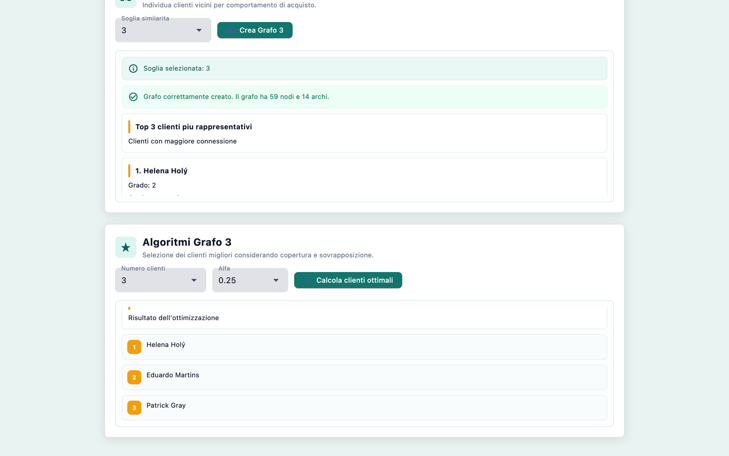 Individua clienti vicini per comportamento di acquisto.
Soglia similarita
3
Crea Grafo 3
Soglia selezionata: 3
Grafo correttamente creato. Il grafo ha 59 nodi e 14 archi.
Top 3 clienti piu rappresentativi
Clienti con maggiore connessione
1. Helena Holý
Grado: 2
Algoritmi Grafo 3
Selezione dei clienti migliori considerando copertura e sovrapposizione.
Numero clienti
3
Alfa
0.25
Calcola clienti ottimali
Risultato dell'ottimizzazione
1 Helena Holý
2 Eduardo Martins
3 Patrick Gray